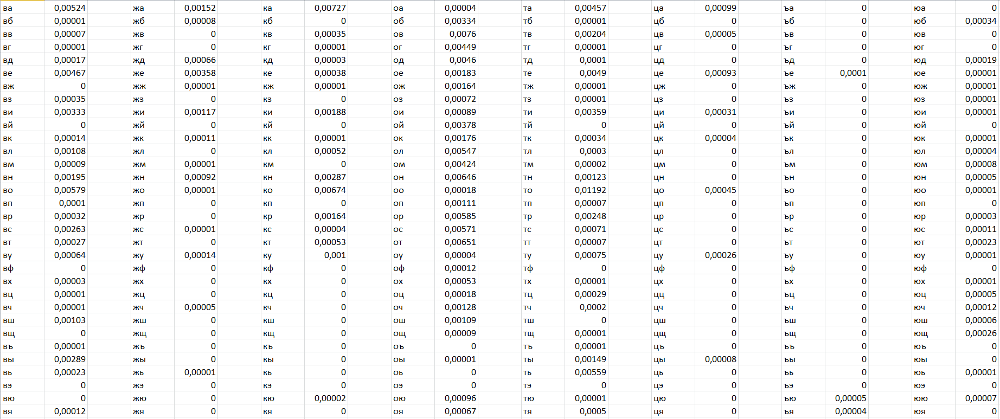 ва 0,00524 жа 0,00152 ка 0,00727 оа 0,00004 та 0,00457 ца 0,00099 ъа 0 юа 0
вб 0,00001 жб 0,00008 кб 0 об 0,00334 тб 0,00001 цб 0 ъб 0 юб 0,00034
вв 0,00007 жв 0 кв 0,00035 ов 0,0076 тв 0,00204 цв 0,00005 ъв 0 юв 0
вг 0,00001 жг 0 кг 0,00001 ог 0,00449 тг 0,00001 цг 0 ъг 0 юг 0
вд 0,00017 жд 0,00066 кд 0,00003 од 0,0046 тд 0,0001 цд 0 ъд 0 юд 0,00019
ве 0,00467 же 0,00358 ке 0,00038 ое 0,00183 те 0,0049 це 0,00093 ъе 0,0001 юе 0,00001
вж 0 жж 0,00001 кж 0,00001 ож 0,00164 тж 0,00001 цж 0 ъж 0 юж 0,00001
вз 0,00035 жз 0 кз 0 оз 0,00072 тз 0,00001 цз 0 ъз 0 юз 0,00001
ви 0,00333 жи 0,00117 ки 0,00188 ои 0,00089 ти 0,00359 ци 0,00031 ъи 0 юи 0,00001
вй 0 жй 0 кй 0 ой 0,00378 тй 0 цй 0 ъй 0 юй 0
вк 0,00014 жк 0,00011 кк 0,00001 ок 0,00176 тк 0,00034 цк 0,00004 ък 0 юк 0,00001
вл 0,00108 жл 0 кл 0,00052 ол 0,00547 тл 0,0003 цл 0 ъл 0 юл 0,00004
вм 0,00009 жм 0,00001 км 0 ом 0,00424 тм 0,00002 цм 0 ъм 0 юм 0,00008
вн 0,00195 жн 0,00092 кн 0,00287 он 0,00646 тн 0,00123 цн 0 ън 0 юн 0,00005
во 0,00579 жо 0,00001 ко 0,00674 оо 0,00018 то 0,01192 цо 0,00045 ъо 0 юо 0,00001
вп 0,0001 жп 0 кп 0 оп 0,00111 тп 0,00007 цп 0 ъп 0 юп 0
вр 0,00032 жр 0 кр 0,00164 ор 0,00585 тр 0,00248 цр 0 ър 0 юр 0,00003
вс 0,00263 жс 0,00001 кс 0,00004 ос 0,00571 тс 0,00071 цс 0 ъс 0 юс 0,00011
вт 0,00027 жт 0 кт 0,00053 от 0,00651 тт 0,00007 цт 0 ът 0 ют 0,00023
ву 0,00064 жу 0,00014 ку 0,001 оу 0,00004 ту 0,00075 цу 0,00026 ъу 0 юу 0,00001
вф 0 жф 0 кф 0 оф 0,00012 тф 0 цф 0 ъф 0 юф 0
вх 0,00003 жх 0 кх 0 ох 0,00053 тх 0,00001 цх 0 ъх 0 юх 0,00001
вц 0,00001 жц 0 кц 0 оц 0,00018 тц 0,00029 цц 0 ъц 0 юц 0,00005
вч 0,00001 жч 0,00005 кч 0 оч 0,00128 тч 0,0002 цч 0 ъч 0 юч 0,00012
вш 0,00103 жш 0 кш 0 ош 0,00109 тш 0 цш 0 ъш 0 юш 0,00006
вщ 0 жщ 0 кщ 0 ощ 0,00009 тщ 0,00001 цщ 0 ъщ 0 ющ 0,00026
въ 0,00001 жъ 0 къ 0 оъ 0 тъ 0,00001 цъ 0 ъъ 0 юъ 0
вы 0,00289 жы 0 кы 0 оы 0,00001 ты 0,00149 цы 0,00008 ъы 0 юы 0
вь 0,00023 жь 0,00001 кь 0 оь 0 ть 0,00559 ць 0 ъь 0 юь 0,00001
вэ 0 жэ 0 кэ 0 оэ 0 тэ 0 цэ 0 ъэ 0 юэ 0
вю 0 жю 0 кю 0,00002 ою 0,00096 тю 0,00001 цю 0 ъю 0,00005 юю 0,00007
вя 0,00012 жя 0 кя 0 оя 0,00067 тя 0,0005 ця 0 ъя 0,00004 юя 0